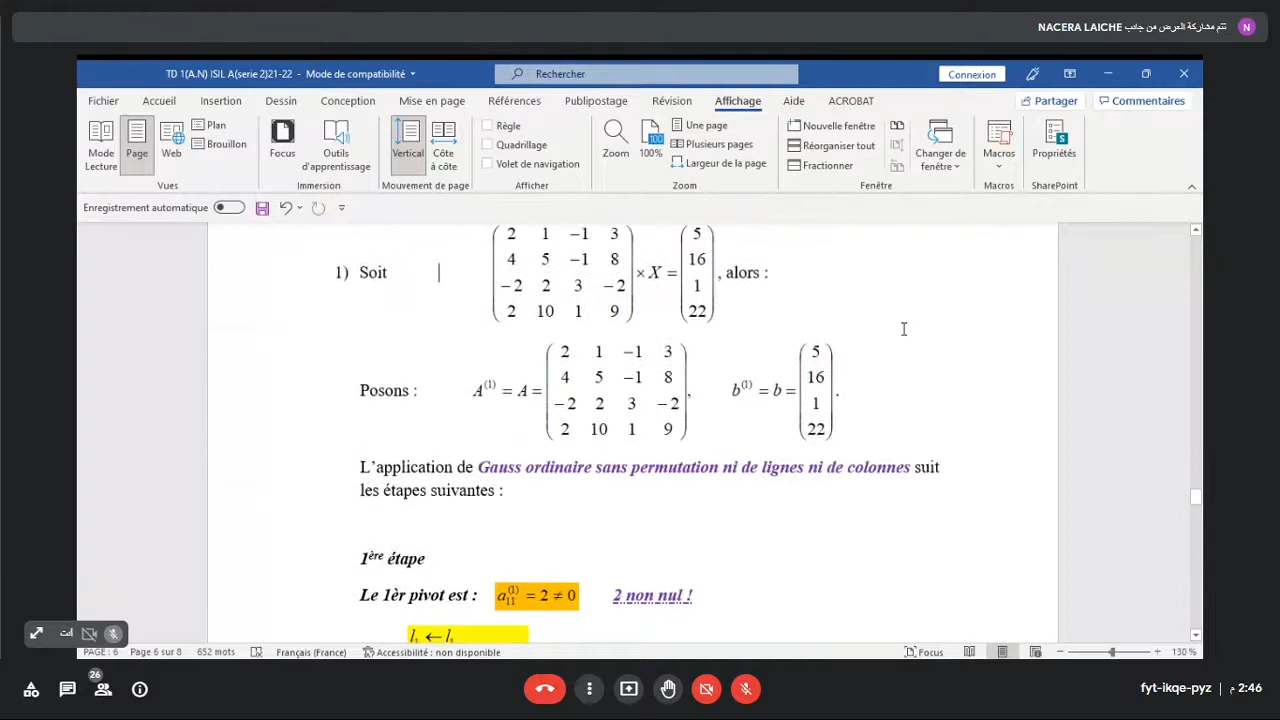 تتم مشاركة العرض من جانب NACERA LAICHE
N
TD 1(A.N) ISIL A(serie 2)21-22 - Mode de compatibilité
Rechercher
Connexion
Fichier Accueil Insertion Dessin Conception Mise en page Références Publipostage Révision Affichage Aide ACROBAT
Partager Commentaires
Mode Lecture
Page
Web
Plan
Brouillon
Vues
Focus
Outils d'apprentissage
Immersion
Vertical
Côte à côte
Mouvement de page
Règle
Quadrillage
Volet de navigation
Afficher
Zoom
100
100%
Une page
Plusieurs pages
Largeur de la page
Zoom
Nouvelle fenêtre
Réorganiser tout
Fractionner
Changer de fenêtre
Fenêtre
Macros
Macros
Propriétés
SharePoint
Enregistrement automatique
1) Soit
2 1 −1 3
4 5 −1 8
−2 2 3 −2
2 10 1 9
× X =
5
16
1
22
, alors :
Posons :
A(1) = A =
2 1 −1 3
4 5 −1 8
−2 2 3 −2
2 10 1 9
,
b(1) = b =
5
16
1
22
.
L'application de Gauss ordinaire sans permutation ni de lignes ni de colonnes suit
les étapes suivantes :
1ère étape
Le 1èr pivot est : a11(1) = 2 ≠ 0 2 non nul !
l1 ← l1
أنت
PAGE : 6 Page 6 sur 8 652 mots Français (France) Accessibilité : non disponible Focus 130 %
26
fyt-ikqe-pyz | 2:46 م